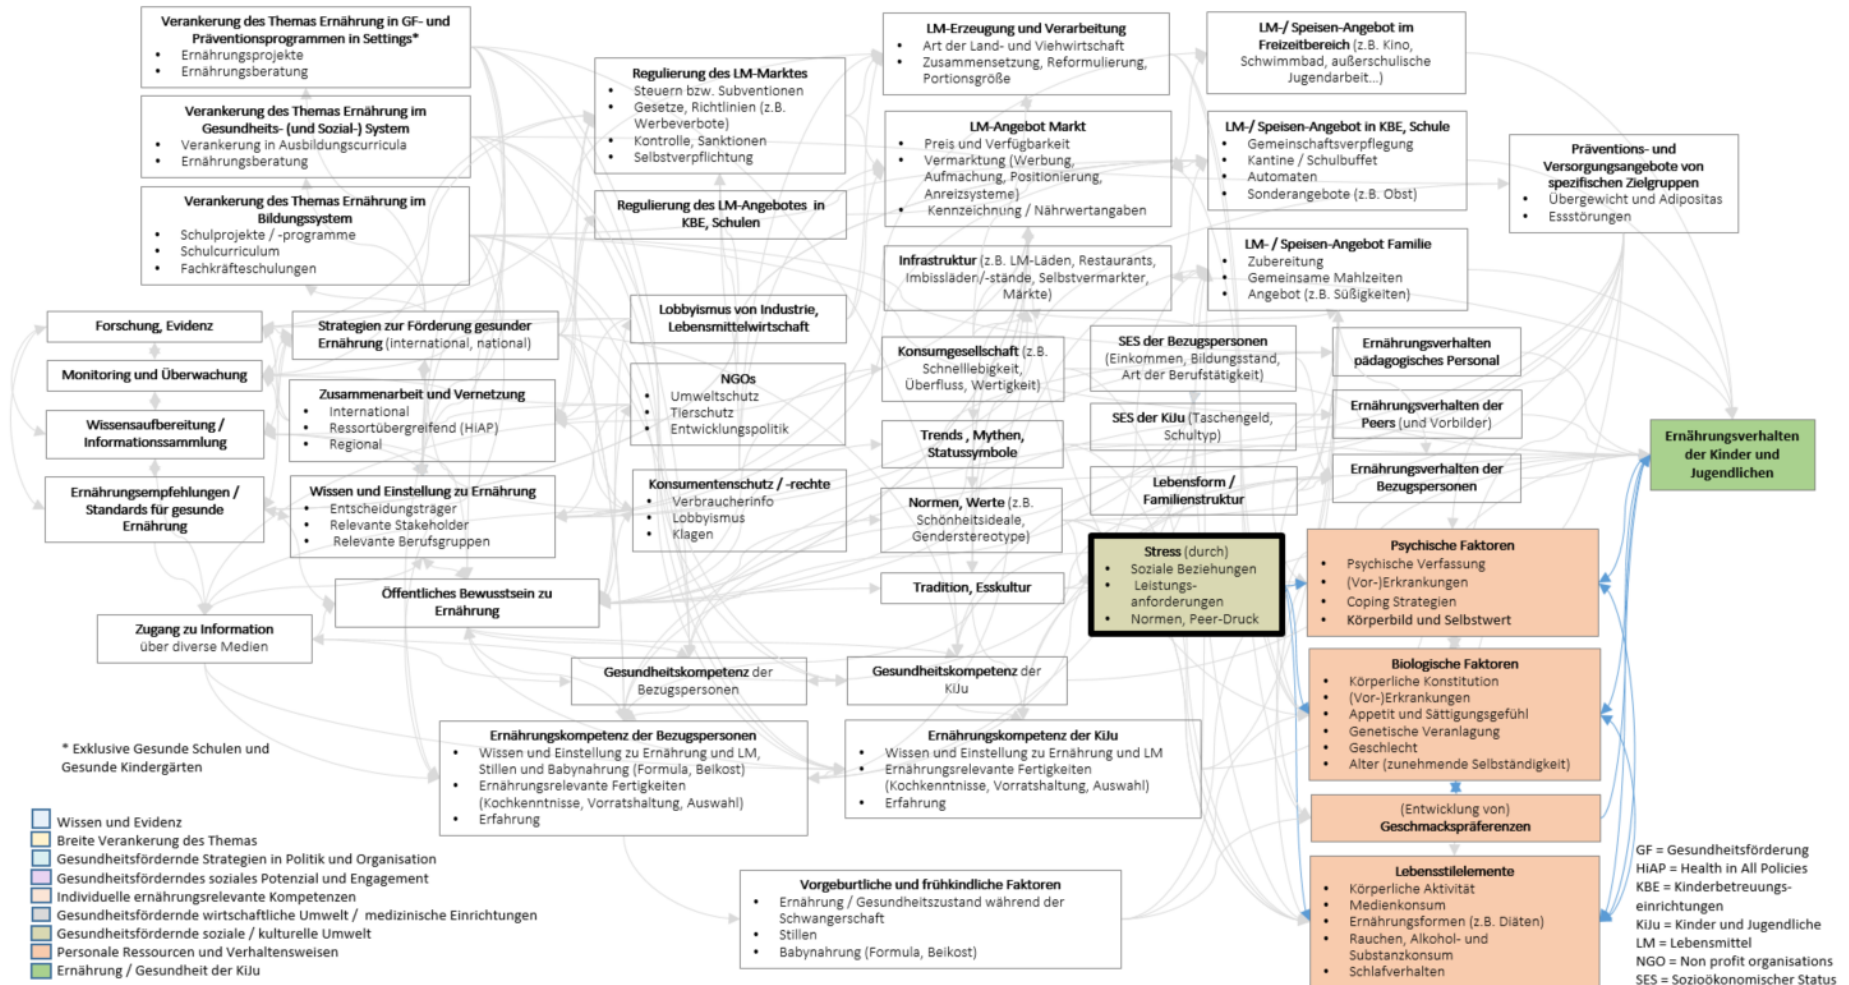 Verankerung des Themas Ernährung in GF- und
Präventionsprogrammen in Settings*
• Ernährungsprojekte
• Ernährungsberatung
Verankerung des Themas Ernährung im
Gesundheits- (und Sozial-) System
• Verankerung in Ausbildungscurricula
• Ernährungsberatung
Verankerung des Themas Ernährung im
Bildungssystem
• Schulprojekte / -programme
• Schulcurriculum
• Fachkräfteschulungen
Forschung, Evidenz
Monitoring und Überwachung
Wissensaufbereitung /
Informationssammlung
Ernährungsempfehlungen /
Standards für gesunde
Ernährung
Strategien zur Förderung gesunder
Ernährung (international, national)
Zusammenarbeit und Vernetzung
• International
• Ressortübergreifend (HiAP)
• Regional
Wissen und Einstellung zu Ernährung
• Entscheidungsträger
• Relevante Stakeholder
• Relevante Berufsgruppen
Öffentliches Bewusstsein zu
Ernährung
Zugang zu Information
über diverse Medien
Regulierung des LM-Marktes
• Steuern bzw. Subventionen
• Gesetze, Richtlinien (z.B.
Werbeverbote)
• Kontrolle, Sanktionen
• Selbstverpflichtung
Regulierung des LM-Angebotes in
KBE, Schulen
Lobbyismus von Industrie,
Lebensmittelwirtschaft
NGOs
• Umweltschutz
• Tierschutz
• Entwicklungspolitik
Konsumentenschutz / -rechte
• Verbraucherinfo
• Lobbyismus
• Klagen
LM-Erzeugung und Verarbeitung
• Art der Land- und Viehwirtschaft
• Zusammensetzung, Reformulierung,
Portionsgröße
LM-Angebot Markt
• Preis und Verfügbarkeit
• Vermarktung (Werbung,
Aufmachung, Positionierung,
Anreizsysteme)
• Kennzeichnung / Nährwertangaben
Infrastruktur (z.B. LM-Läden, Restaurants,
Imbissläden/-stände, Selbstvermarkter,
Märkte)
Konsumgesellschaft (z.B.
Schnelllebigkeit,
Überfluss, Wertigkeit)
Trends , Mythen,
Statussymbole
Normen, Werte (z.B.
Schönheitsideale,
Genderstereotype)
Tradition, Esskultur
LM-/ Speisen-Angebot im
Freizeitbereich (z.B. Kino,
Schwimmbad, außerschulische
Jugendarbeit...)
LM-/ Speisen-Angebot in KBE, Schule
• Gemeinschaftsverpflegung
• Kantine / Schulbuffet
• Automaten
• Sonderangebote (z.B. Obst)
LM- / Speisen-Angebot Familie
• Zubereitung
• Gemeinsame Mahlzeiten
• Angebot (z.B. Süßigkeiten)
Präventions- und
Versorgungsangebote von
spezifischen Zielgruppen
• Übergewicht und Adipositas
• Essstörungen
SES der Bezugspersonen
(Einkommen, Bildungsstand,
Art der Berufstätigkeit)
SES der KiJu (Taschengeld,
Schultyp)
Lebensform /
Familienstruktur
Stress (durch)
• Soziale Beziehungen
• Leistungs-
anforderungen
• Normen, Peer-Druck
Ernährungsverhalten
pädagogisches Personal
Ernährungsverhalten der
Peers (und Vorbilder)
Ernährungsverhalten der
Bezugspersonen
Ernährungsverhalten
der Kinder und
Jugendlichen
Psychische Faktoren
• Psychische Verfassung
• (Vor-)Erkrankungen
• Coping Strategien
• Körperbild und Selbstwert
Biologische Faktoren
• Körperliche Konstitution
• (Vor-)Erkrankungen
• Appetit und Sättigungsgefühl
• Genetische Veranlagung
• Geschlecht
• Alter (zunehmende Selbständigkeit)
(Entwicklung von)
Geschmackspräferenzen
Lebensstilelemente
• Körperliche Aktivität
• Medienkonsum
• Ernährungsformen (z.B. Diäten)
• Rauchen, Alkohol- und
Substanzkonsum
• Schlafverhalten
Gesundheitskompetenz der
Bezugspersonen
Gesundheitskompetenz der
KiJu
Ernährungskompetenz der Bezugspersonen
• Wissen und Einstellung zu Ernährung und LM,
Stillen und Babynahrung (Formula, Beikost)
• Ernährungsrelevante Fertigkeiten
(Kochkenntnisse, Vorratshaltung, Auswahl)
• Erfahrung
Ernährungskompetenz der KiJu
• Wissen und Einstellung zu Ernährung und LM
• Ernährungsrelevante Fertigkeiten
(Kochkenntnisse, Vorratshaltung, Auswahl)
• Erfahrung
Vorgeburtliche und frühkindliche Faktoren
• Ernährung / Gesundheitszustand während der
Schwangerschaft
• Stillen
• Babynahrung (Formula, Beikost)
* Exklusive Gesunde Schulen und
Gesunde Kindergärten
Wissen und Evidenz
Breite Verankerung des Themas
Gesundheitsfördernde Strategien in Politik und Organisation
Gesundheitsförderndes soziales Potenzial und Engagement
Individuelle ernährungsrelevante Kompetenzen
Gesundheitsfördernde wirtschaftliche Umwelt / medizinische Einrichtungen
Gesundheitsfördernde soziale / kulturelle Umwelt
Personale Ressourcen und Verhaltensweisen
Ernährung / Gesundheit der KiJu
GF = Gesundheitsförderung
HiAP = Health in All Policies
KBE = Kinderbetreuungs-
einrichtungen
KiJu = Kinder und Jugendliche
LM = Lebensmittel
NGO = Non profit organisations
SES = Sozioökonomischer Status